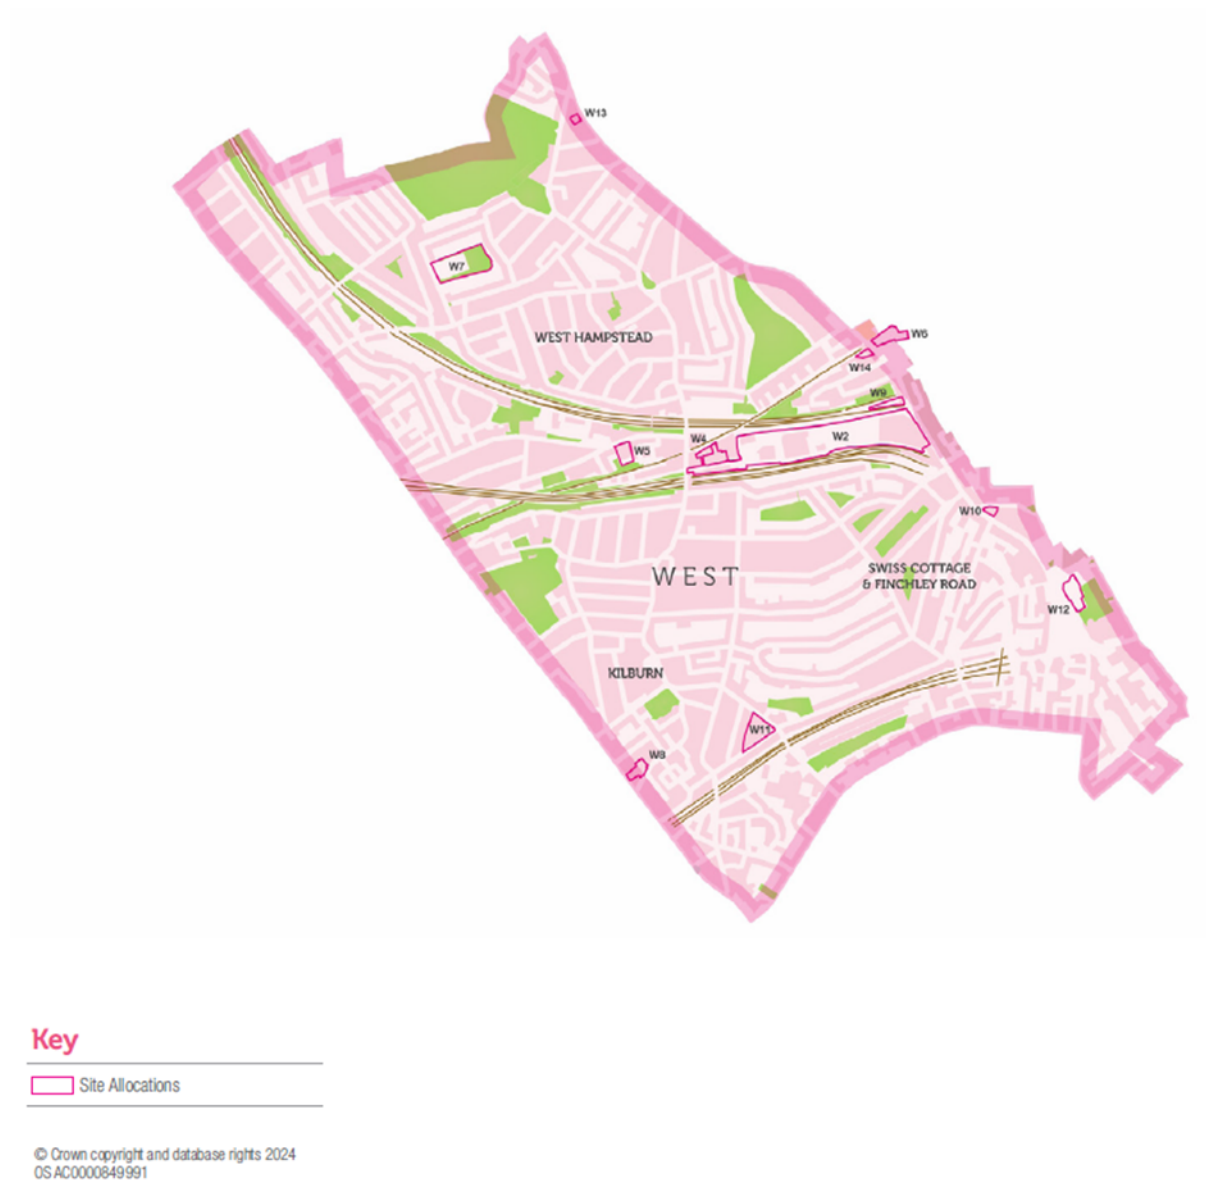 W13
W7
WEST HAMPSTEAD
W6
W14
W9
W2
W4
W5
W10
WEST
SWISS COTTAGE
& FINCHLEY ROAD
W12
KILBURN
W11
W8
Key
Site Allocations
© Crown copyright and database rights 2024
OS AC0000849991